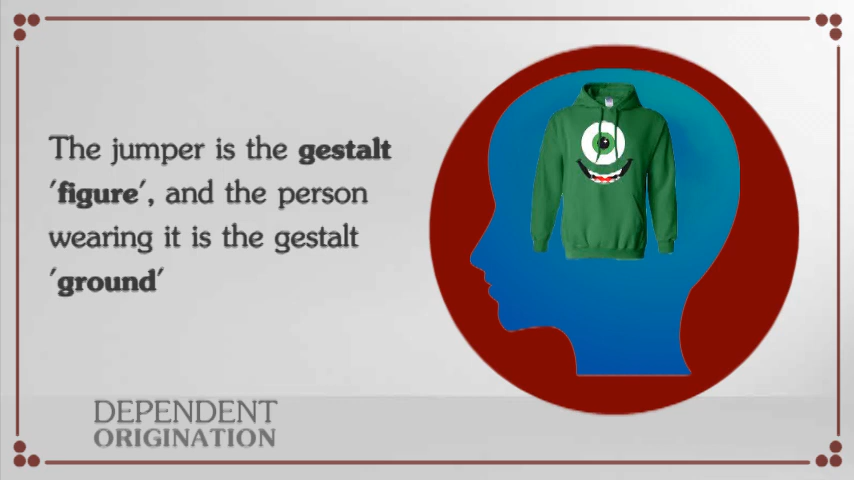 The jumper is the gestalt
'figure', and the person
wearing it is the gestalt
'ground'
DEPENDENT
ORIGINATION